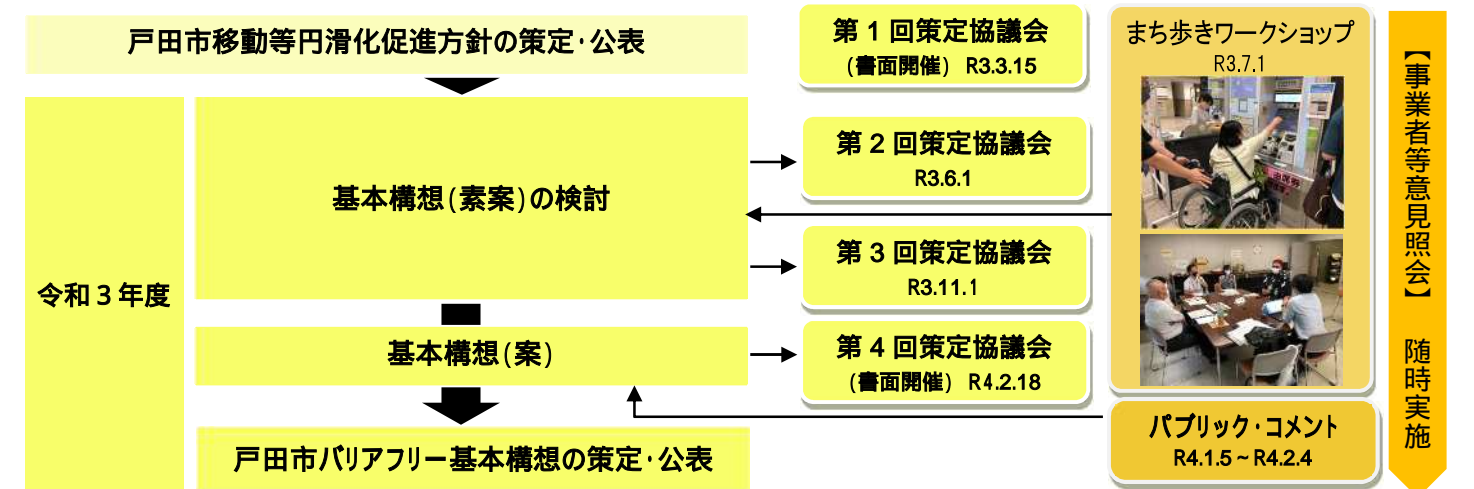 戸田市移動等円滑化促進方針の策定･公表
令和３年度
基本構想(素案)の検討
基本構想(案)
戸田市バリアフリー基本構想の策定･公表
第１回策定協議会
(書面開催) R3.3.15
第２回策定協議会
R3.6.1
第３回策定協議会
R3.11.1
第４回策定協議会
(書面開催) R4.2.18
まち歩きワークショップ
R3.7.1
パブリック･コメント
R4.1.5～R4.2.4
【事業者等意見照会】 随時実施